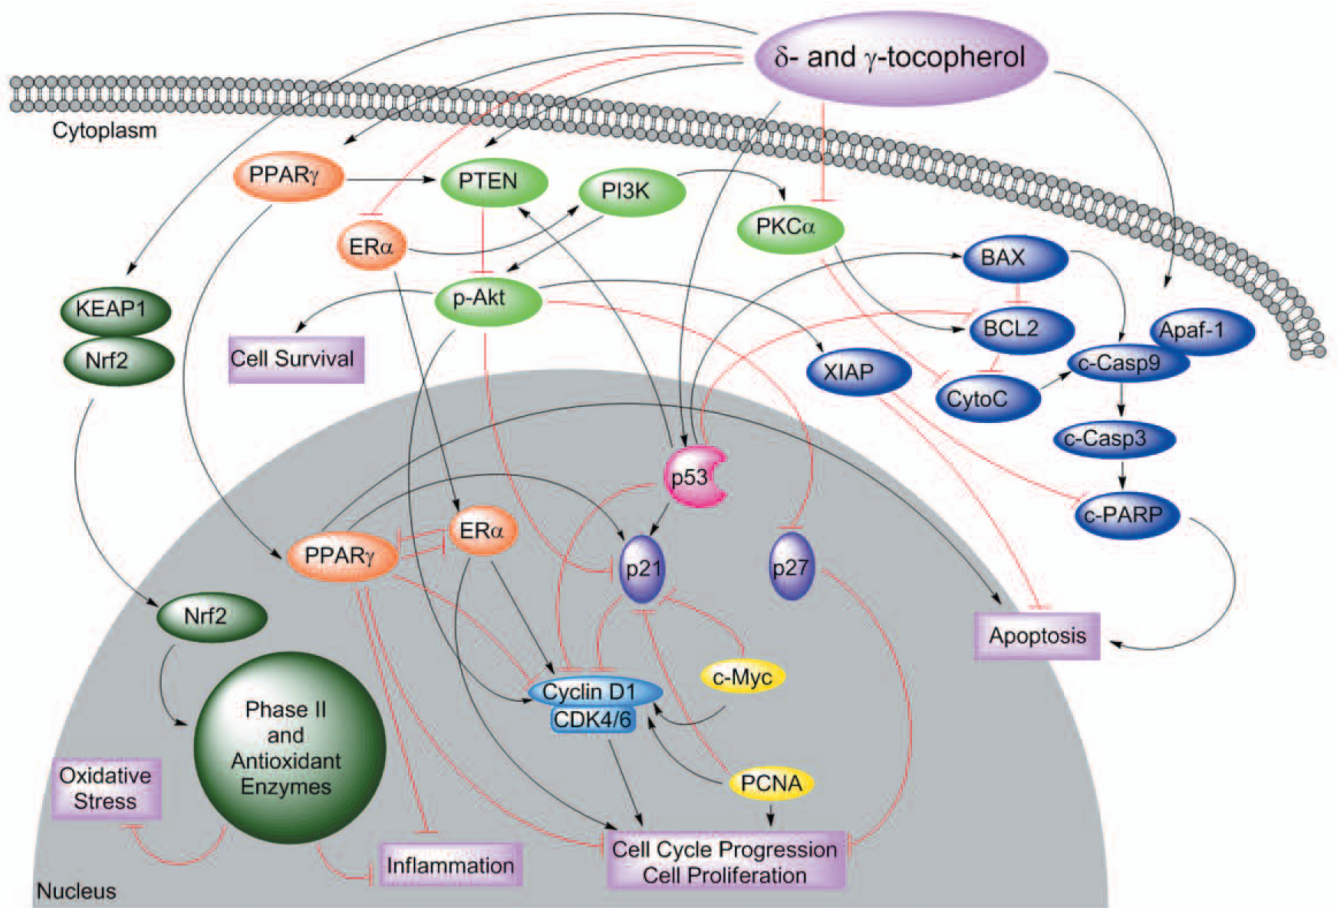 δ- and γ-tocopherol
Cytoplasm
PPARγ
PTEN
PI3K
PKCα
ERα
BAX
KEAP1
Nrf2
p-Akt
BCL2
Apaf-1
Cell Survival
XIAP
c-Casp9
CytoC
c-Casp3
p53
c-PARP
PPARγ
ERα
p21
p27
Nrf2
Apoptosis
c-Myc
Cyclin D1
CDK4/6
Phase II
and
Antioxidant
Enzymes
Oxidative
Stress
PCNA
Inflammation
Cell Cycle Progression
Cell Proliferation
Nucleus